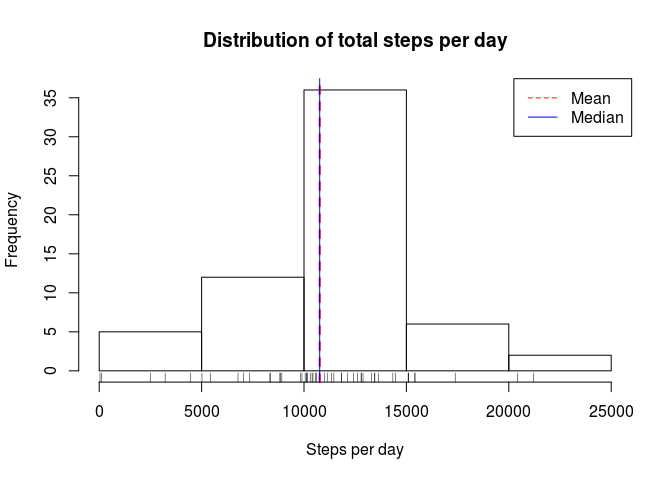 Distribution of total steps per day
Mean
Median
Frequency
35
30
25
20
15
10
5
0
0 5000 10000 15000 20000 25000
Steps per day